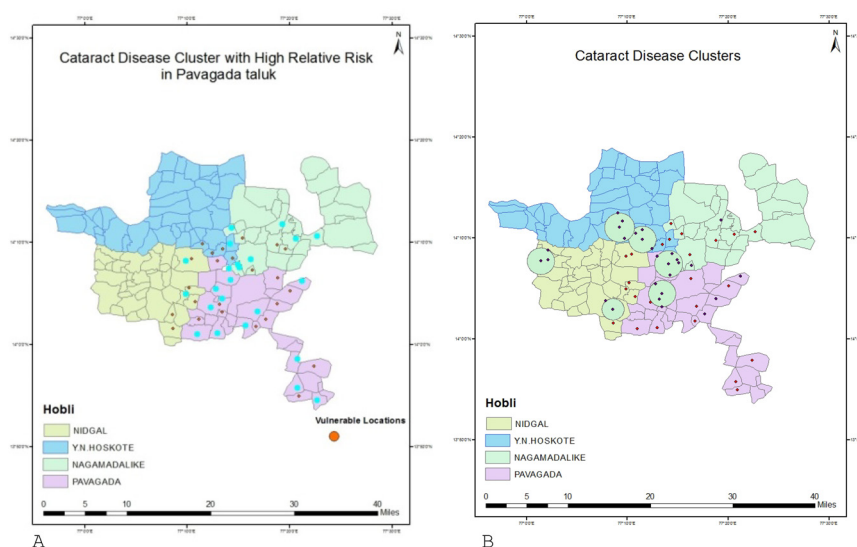 Cataract Disease Cluster with High Relative Risk
in Pavagada taluk
N
Hobli
NIDGAL
Y.N.HOSKOTE
NAGAMADALIKE
PAVAGADA
Vulnerable Locations
0 5 10 20 30 40
Miles
A
Cataract Disease Clusters
N
Hobli
NIDGAL
Y.N.HOSKOTE
NAGAMADALIKE
PAVAGADA
0 5 10 20 30 40
Miles
B